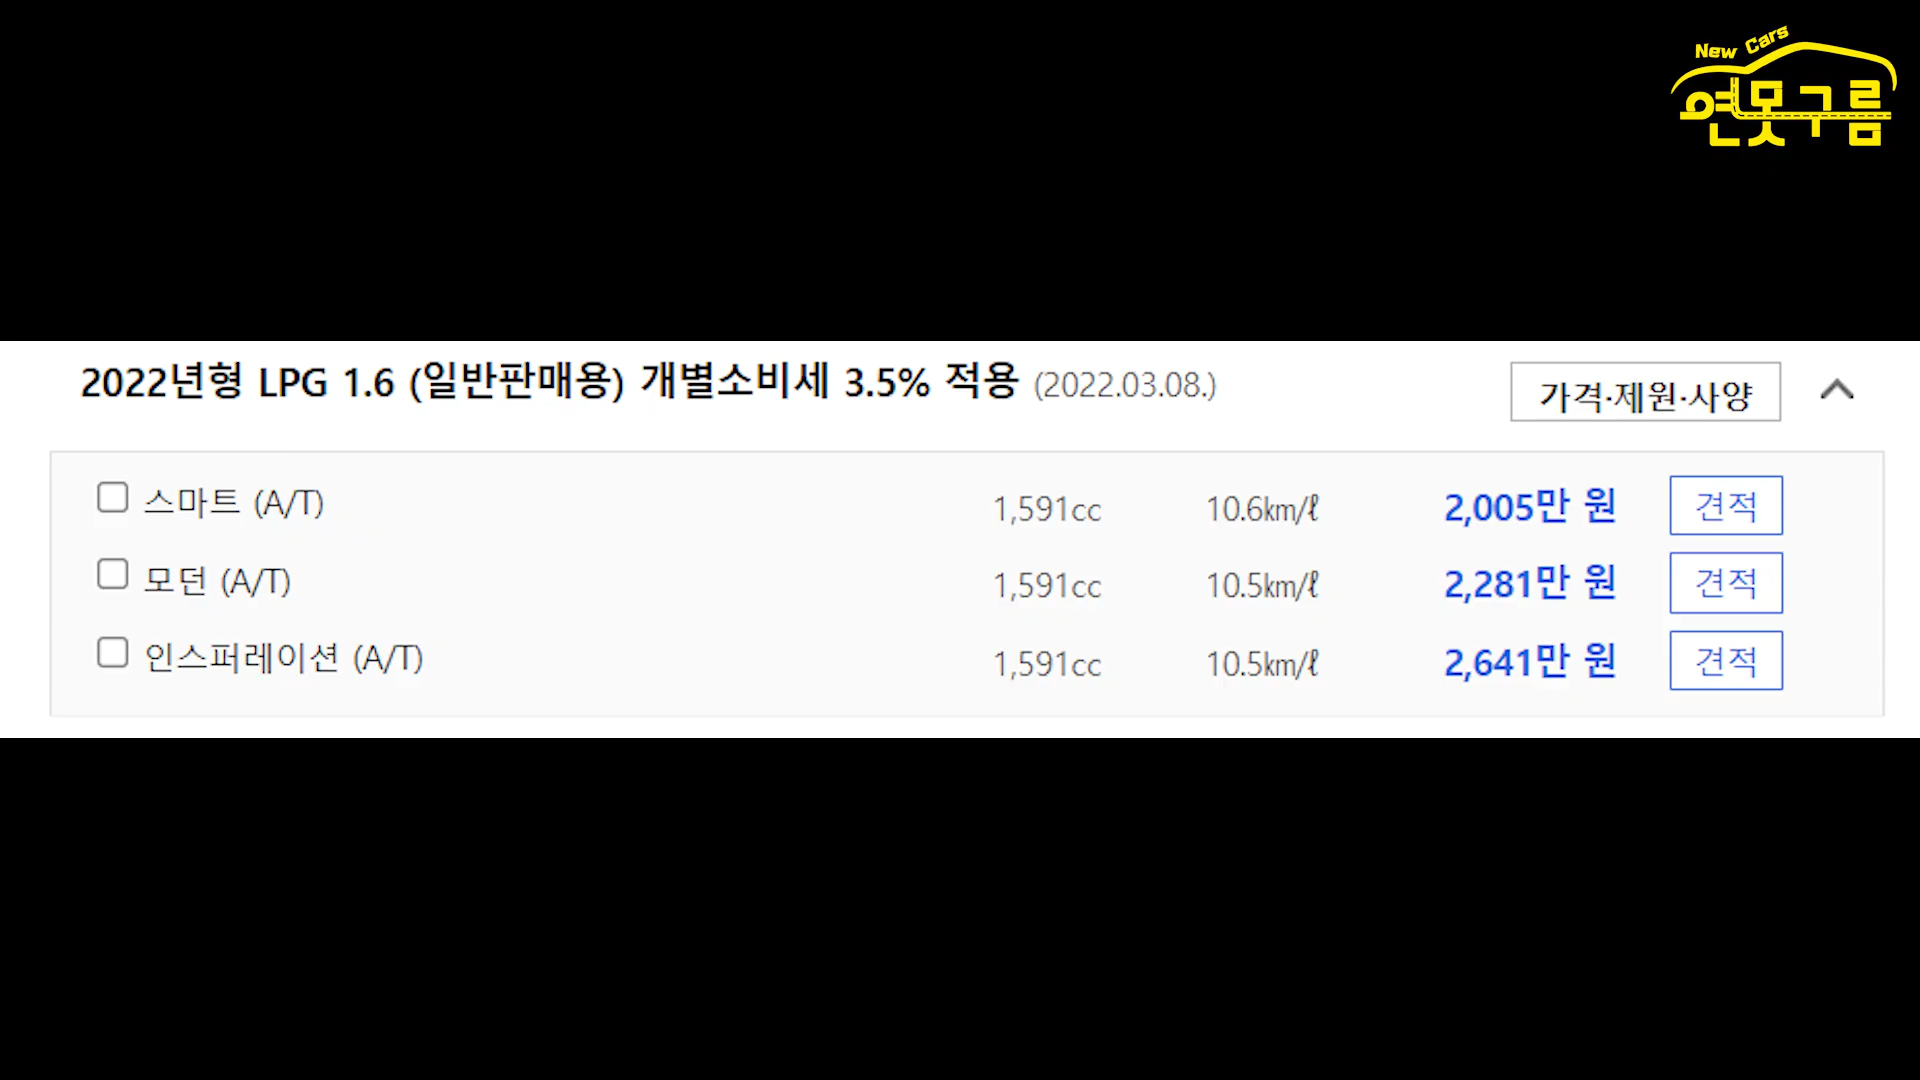 New Cars
연못구름
2022년형 LPG 1.6 (일반판매용) 개별소비세 3.5% 적용 (2022.03.08.) 가격·제원·사양
스마트 (A/T) 1,591cc 10.6㎞/ℓ 2,005만 원 견적
모던 (A/T) 1,591cc 10.5㎞/ℓ 2,281만 원 견적
인스퍼레이션 (A/T) 1,591cc 10.5㎞/ℓ 2,641만 원 견적